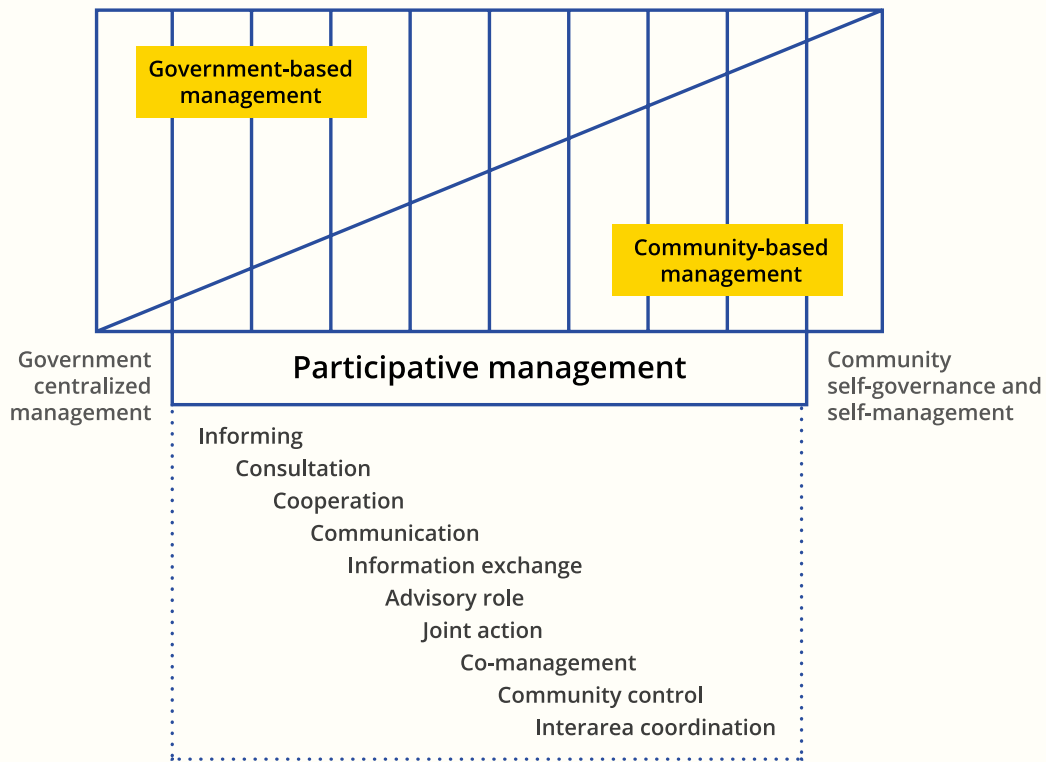 Government-based
management
Community-based
management
Government
centralized
management
Participative management
Community
self-governance and
self-management
Informing
Consultation
Cooperation
Communication
Information exchange
Advisory role
Joint action
Co-management
Community control
Interarea coordination